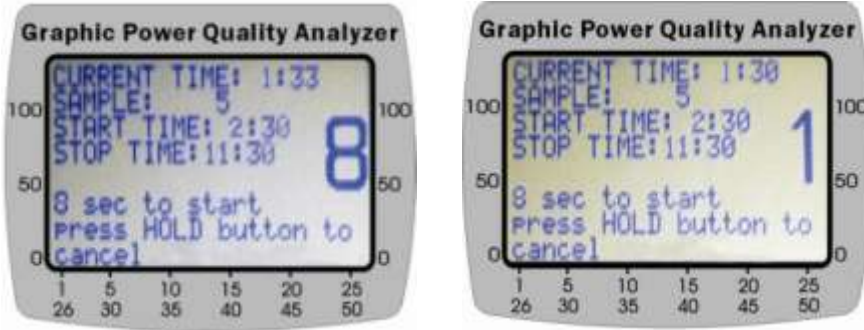 Graphic Power Quality Analyzer
CURRENT TIME: 1:33
SAMPLE: 5
START TIME: 2:30
STOP TIME:11:30
8
8 sec to start
press HOLD button to
cancel
100
50
0
100
50
0
1 5 10 15 20 25
26 30 35 40 45 50
Graphic Power Quality Analyzer
CURRENT TIME: 1:30
SAMPLE: 5
START TIME: 2:30
STOP TIME:11:30
1
8 sec to start
press HOLD button to
cancel
100
50
0
100
50
0
1 5 10 15 20 25
26 30 35 40 45 50